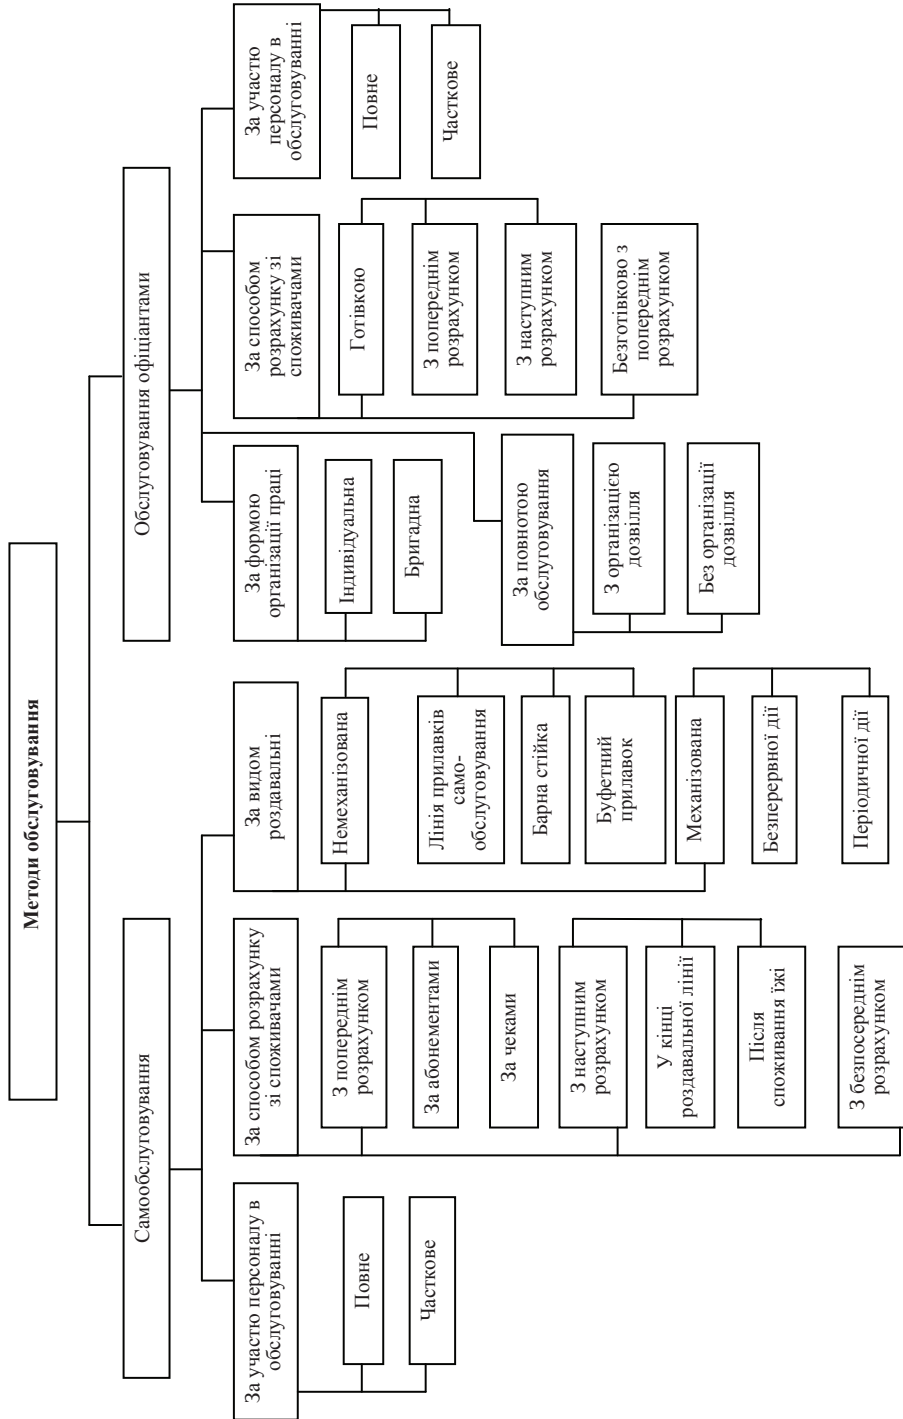 Методи обслуговування
Самообслуговування
За участю персоналу в
обслуговуванні
Повне
Часткове
За способом розрахунку
зі споживачами
З попереднім
розрахунком
За абонементами
За чеками
З наступним
розрахунком
У кінці
роздавальної лінії
Після
споживання їжі
З безпосереднім
розрахунком
За видом
роздавальні
Немеханізована
Лінія прилавків
само-
обслуговування
Барна стійка
Буфетний
прилавок
Механізована
Безперервної дії
Періодичної дії
Обслуговування офіціантами
За формою
організації праці
Індивідуальна
Бригадна
За повнотою
обслуговування
З організацією
дозвілля
Без організації
дозвілля
За способом
розрахунку зі
споживачами
Готівкою
З попереднім
розрахунком
З наступним
розрахунком
Безготівково з
попереднім
розрахунком
За участю
персоналу в
обслуговуванні
Повне
Часткове